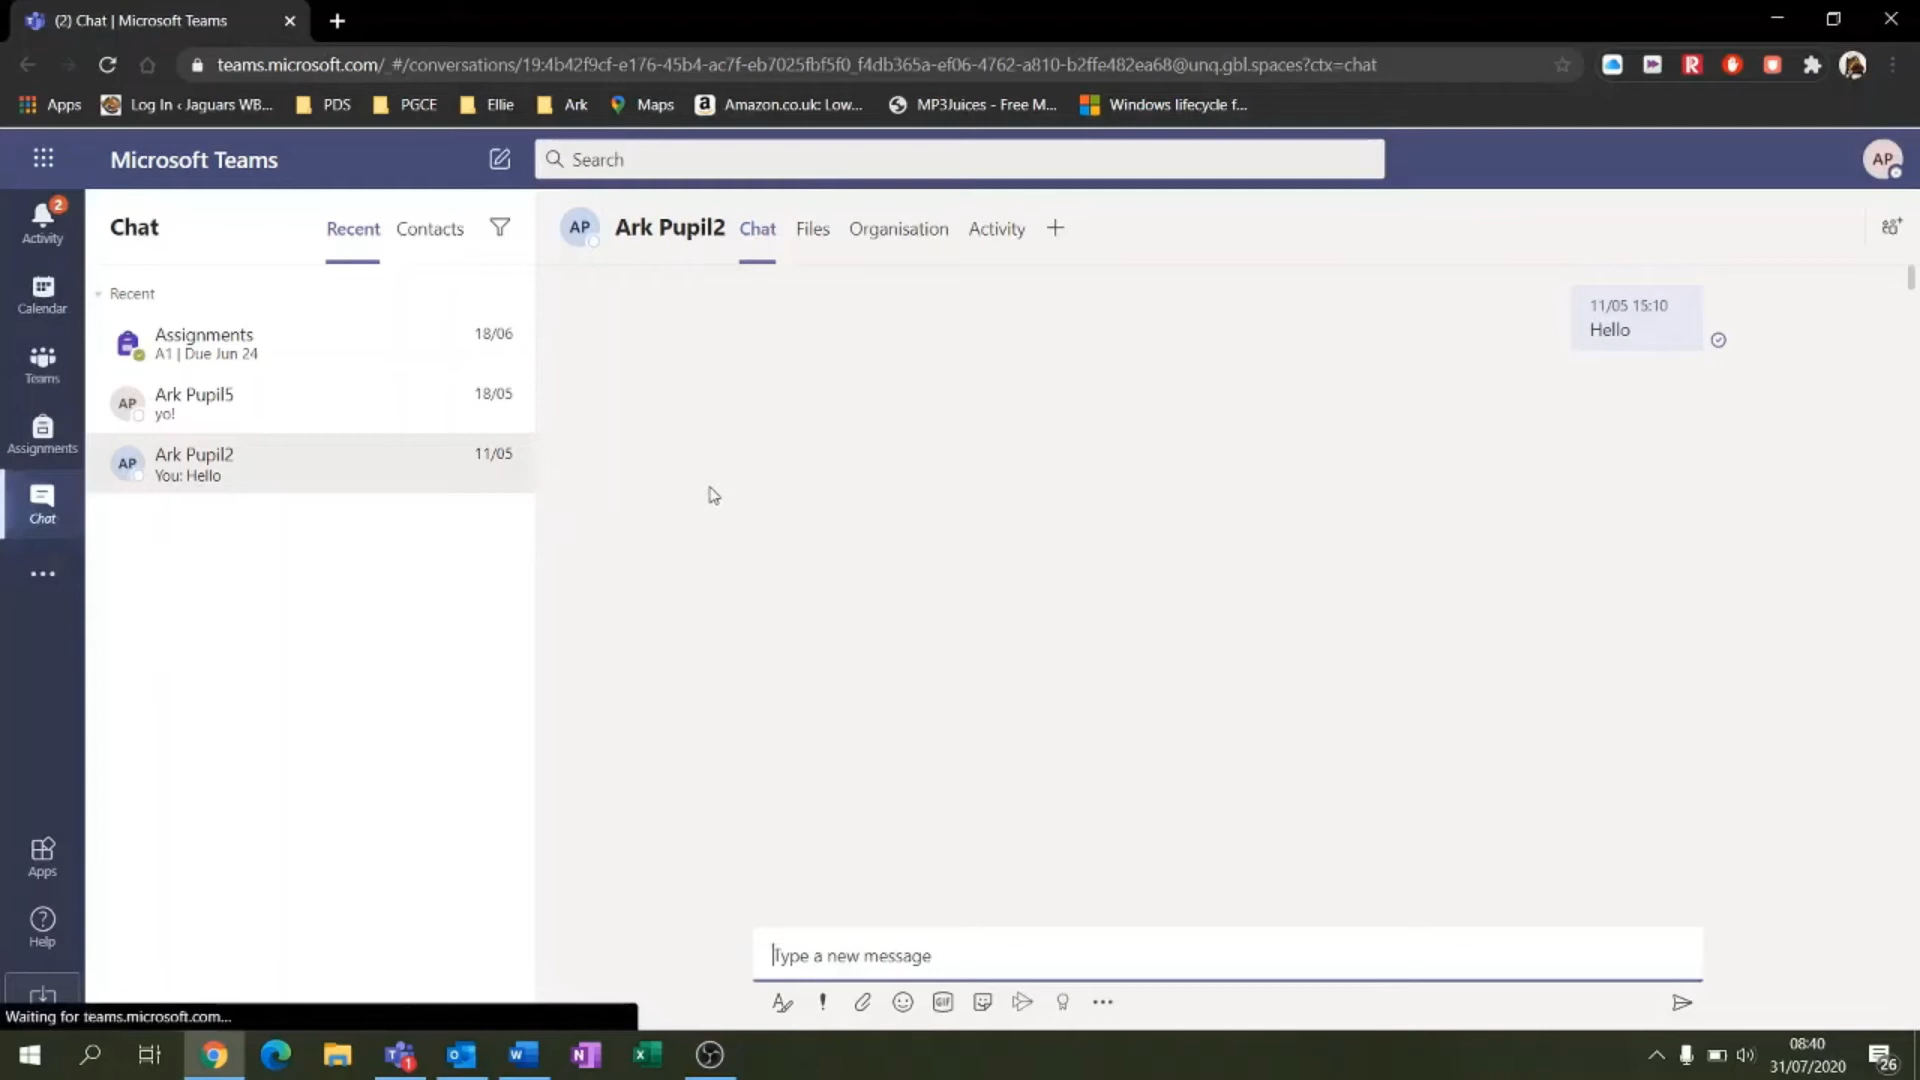 (2) Chat | Microsoft Teams
teams.microsoft.com/_#/conversations/19:4b42f9cf-e176-45b4-ac7f-eb7025fbf5f0_f4db365a-ef06-4762-a810-b2ffe482ea68@unq.gbl.spaces?ctx=chat
Apps
Log In ‹ Jaguars WB...
PDS
PGCE
Ellie
Ark
Maps
Amazon.co.uk: Low...
MP3Juices - Free M...
Windows lifecycle f...
Microsoft Teams
Search
AP
2
Activity
Calendar
Teams
Assignments
Chat
Apps
Help
Chat
Recent
Contacts
Recent
Assignments
18/06
A1 | Due Jun 24
AP
Ark Pupil5
18/05
yo!
AP
Ark Pupil2
11/05
You: Hello
AP
Ark Pupil2
Chat
Files
Organisation
Activity
11/05 15:10
Hello
Type a new message
GIF
Waiting for teams.microsoft.com...
1
08:40
31/07/2020
26